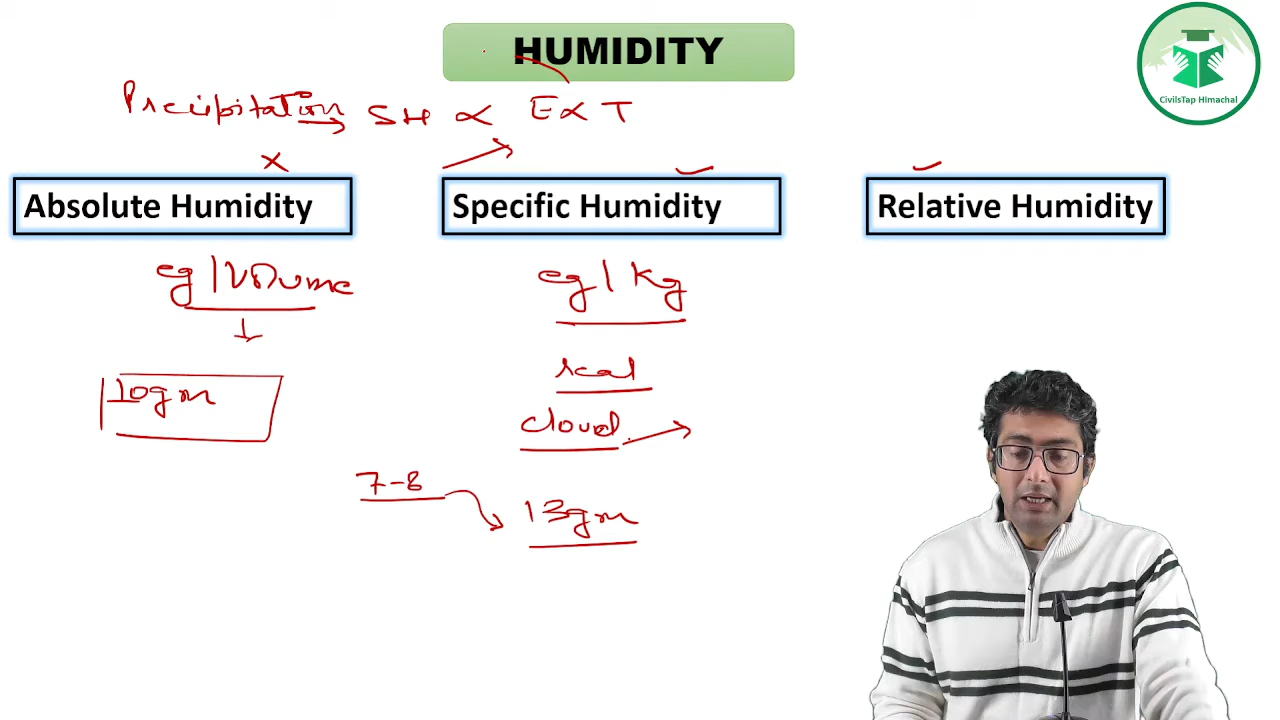 HUMIDITY
CivilsTap Himachal
Precipitation → SH ∝ E ∝ T
Absolute Humidity
Specific Humidity
Relative Humidity
eg | Volume
eg | Kg
real
10gm
cloud
7-8
13gm